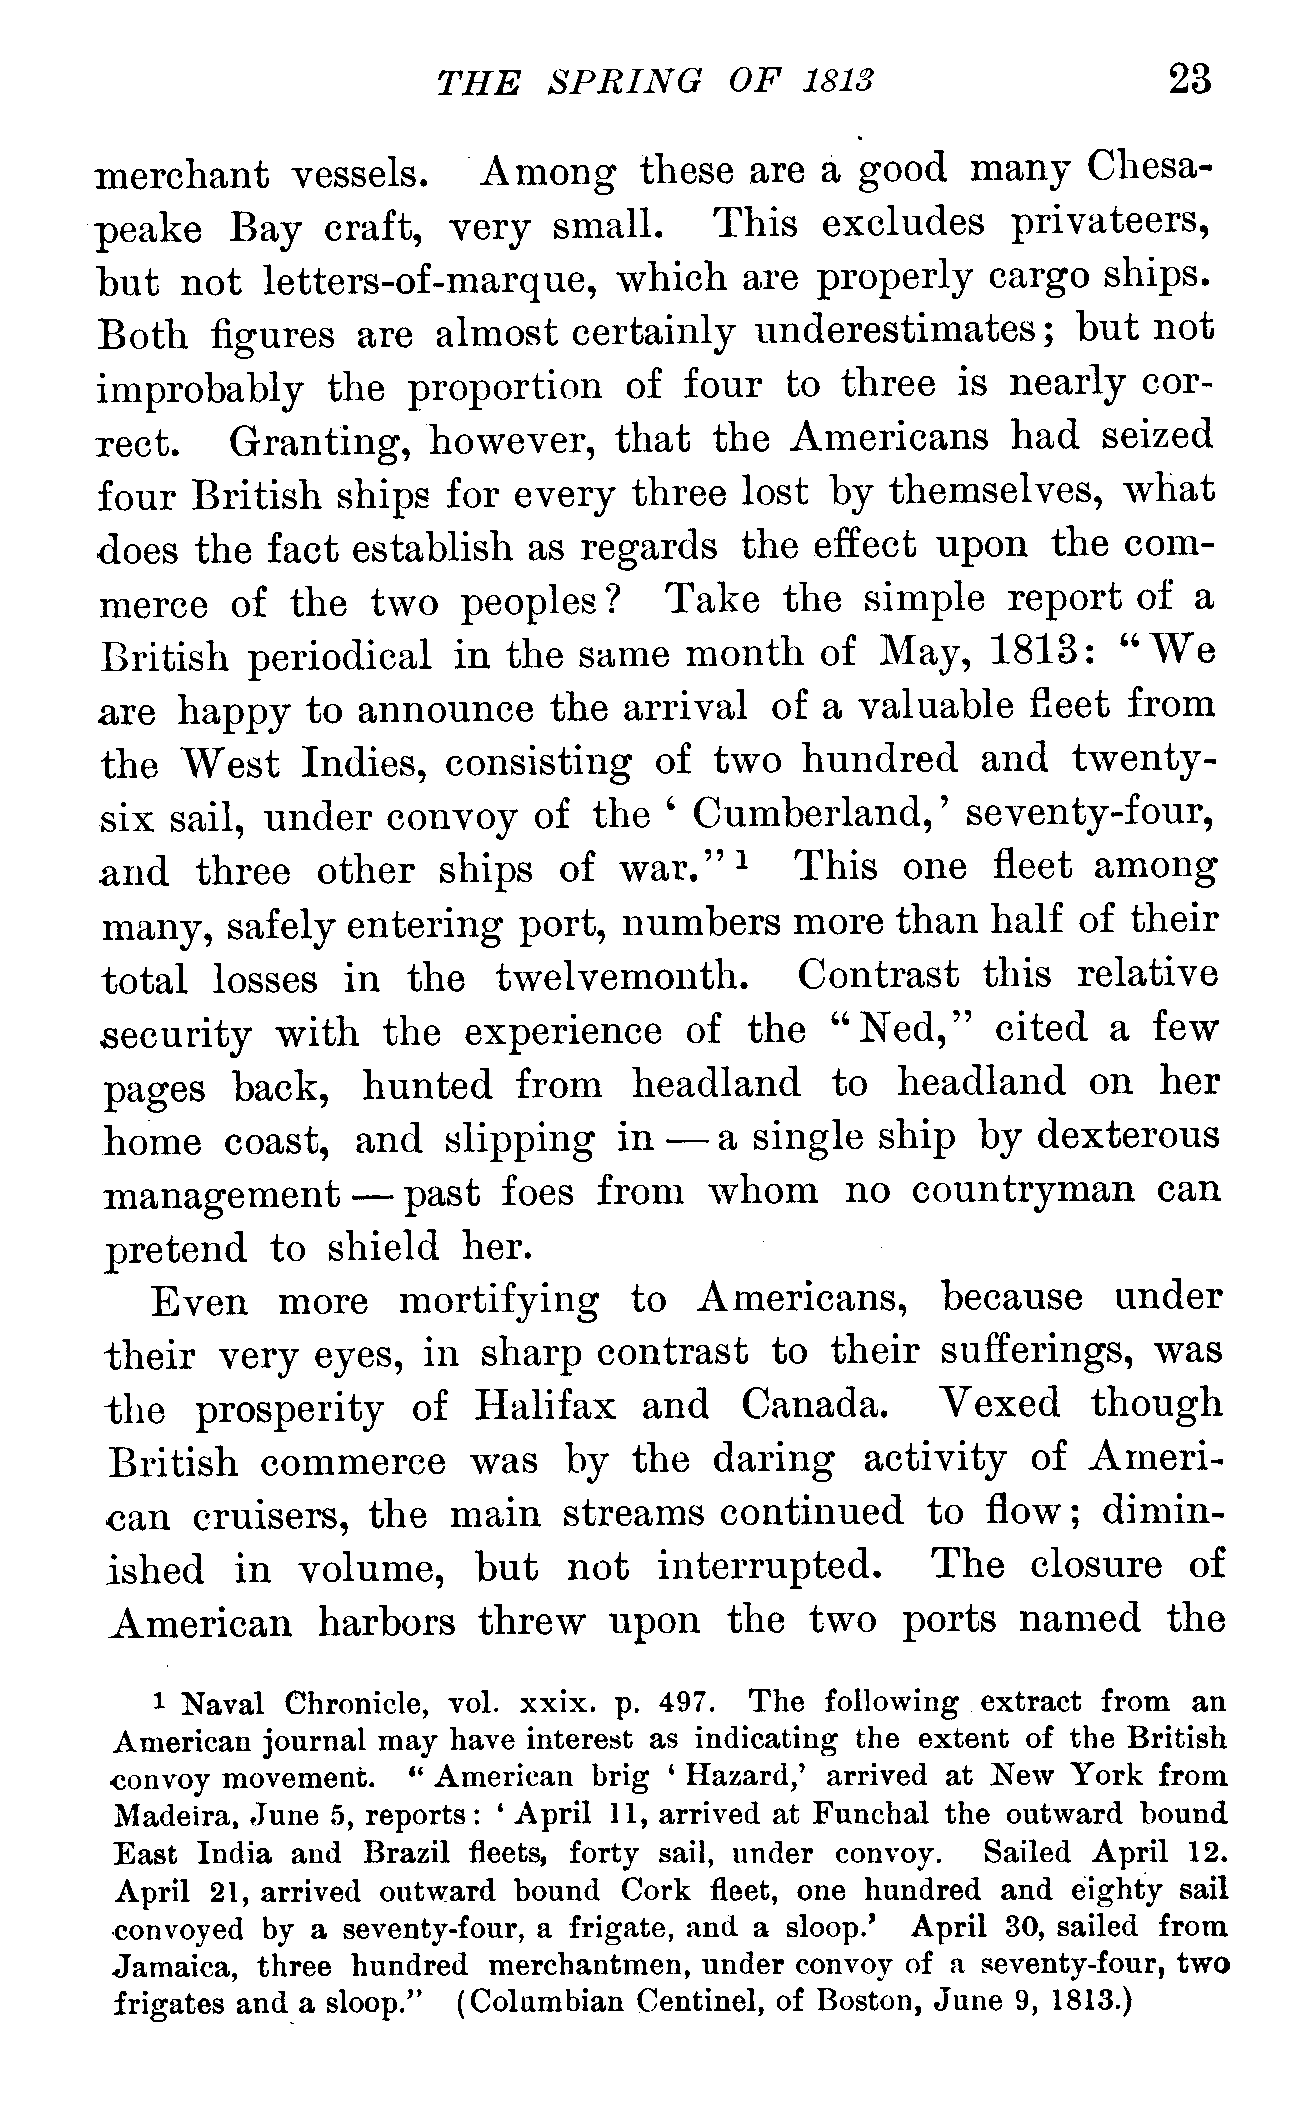 THE SPRING OF 1813 23
merchant vessels. Among these are a good many Chesa-
peake Bay craft, very small. This excludes privateers,
but not letters-of-marque, which are properly cargo ships.
Both figures are almost certainly underestimates; but not
improbably the proportion of four to three is nearly cor-
rect. Granting, however, that the Americans had seized
four British ships for every three lost by themselves, what
does the fact establish as regards the effect upon the com-
merce of the two peoples? Take the simple report of a
British periodical in the same month of May, 1813: "We
are happy to announce the arrival of a valuable fleet from
the West Indies, consisting of two hundred and twenty-
six sail, under convoy of the ' Cumberland,' seventy-four,
and three other ships of war." 1 This one fleet among
many, safely entering port, numbers more than half of their
total losses in the twelvemonth. Contrast this relative
security with the experience of the "Ned," cited a few
pages back, hunted from headland to headland on her
home coast, and slipping in — a single ship by dexterous
management — past foes from whom no countryman can
pretend to shield her.
Even more mortifying to Americans, because under
their very eyes, in sharp contrast to their sufferings, was
the prosperity of Halifax and Canada. Vexed though
British commerce was by the daring activity of Ameri-
can cruisers, the main streams continued to flow; dimin-
ished in volume, but not interrupted. The closure of
American harbors threw upon the two ports named the
1 Naval Chronicle, vol. xxix. p. 497. The following extract from an
American journal may have interest as indicating the extent of the British
convoy movement. "American brig 'Hazard,' arrived at New York from
Madeira, June 5, reports: 'April 11, arrived at Funchal the outward bound
East India and Brazil fleets, forty sail, under convoy. Sailed April 12.
April 21, arrived outward bound Cork fleet, one hundred and eighty sail
convoyed by a seventy-four, a frigate, and a sloop.' April 30, sailed from
Jamaica, three hundred merchantmen, under convoy of a seventy-four, two
frigates and a sloop." (Columbian Centinel, of Boston, June 9, 1813.)